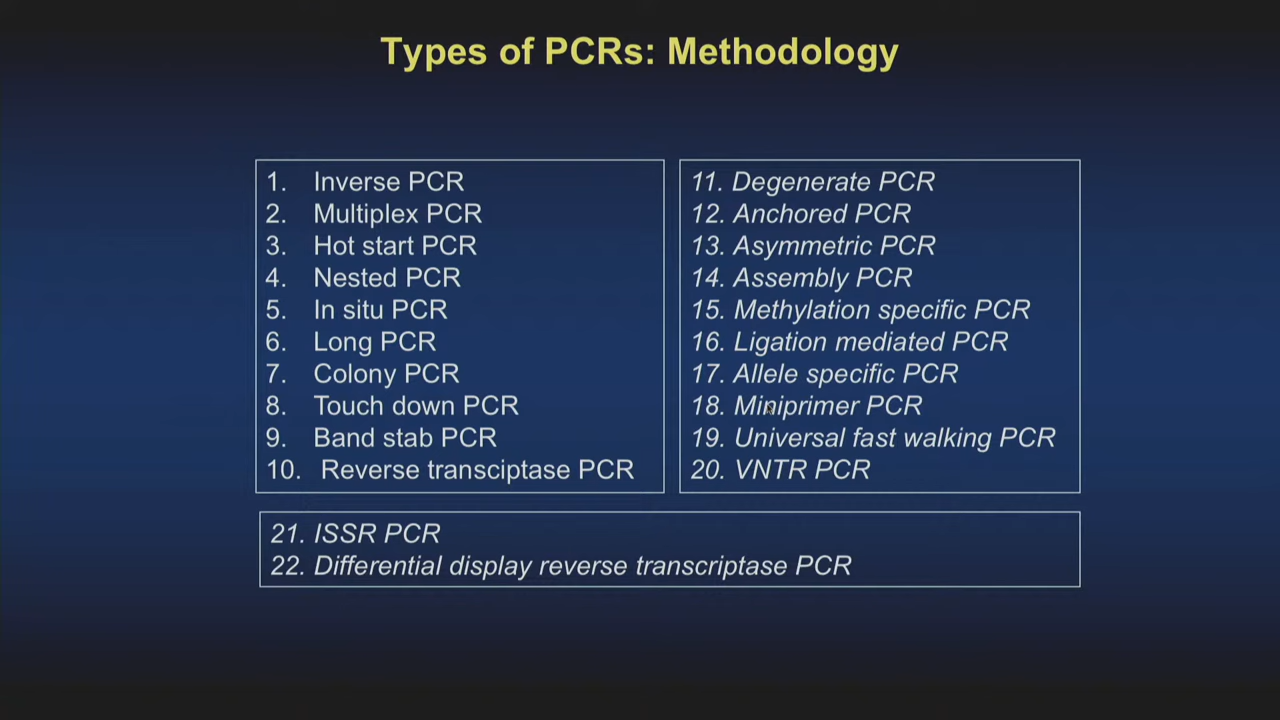 Types of PCRs: Methodology
1. Inverse PCR
2. Multiplex PCR
3. Hot start PCR
4. Nested PCR
5. In situ PCR
6. Long PCR
7. Colony PCR
8. Touch down PCR
9. Band stab PCR
10. Reverse transciptase PCR
11. Degenerate PCR
12. Anchored PCR
13. Asymmetric PCR
14. Assembly PCR
15. Methylation specific PCR
16. Ligation mediated PCR
17. Allele specific PCR
18. Miniprimer PCR
19. Universal fast walking PCR
20. VNTR PCR
21. ISSR PCR
22. Differential display reverse transcriptase PCR